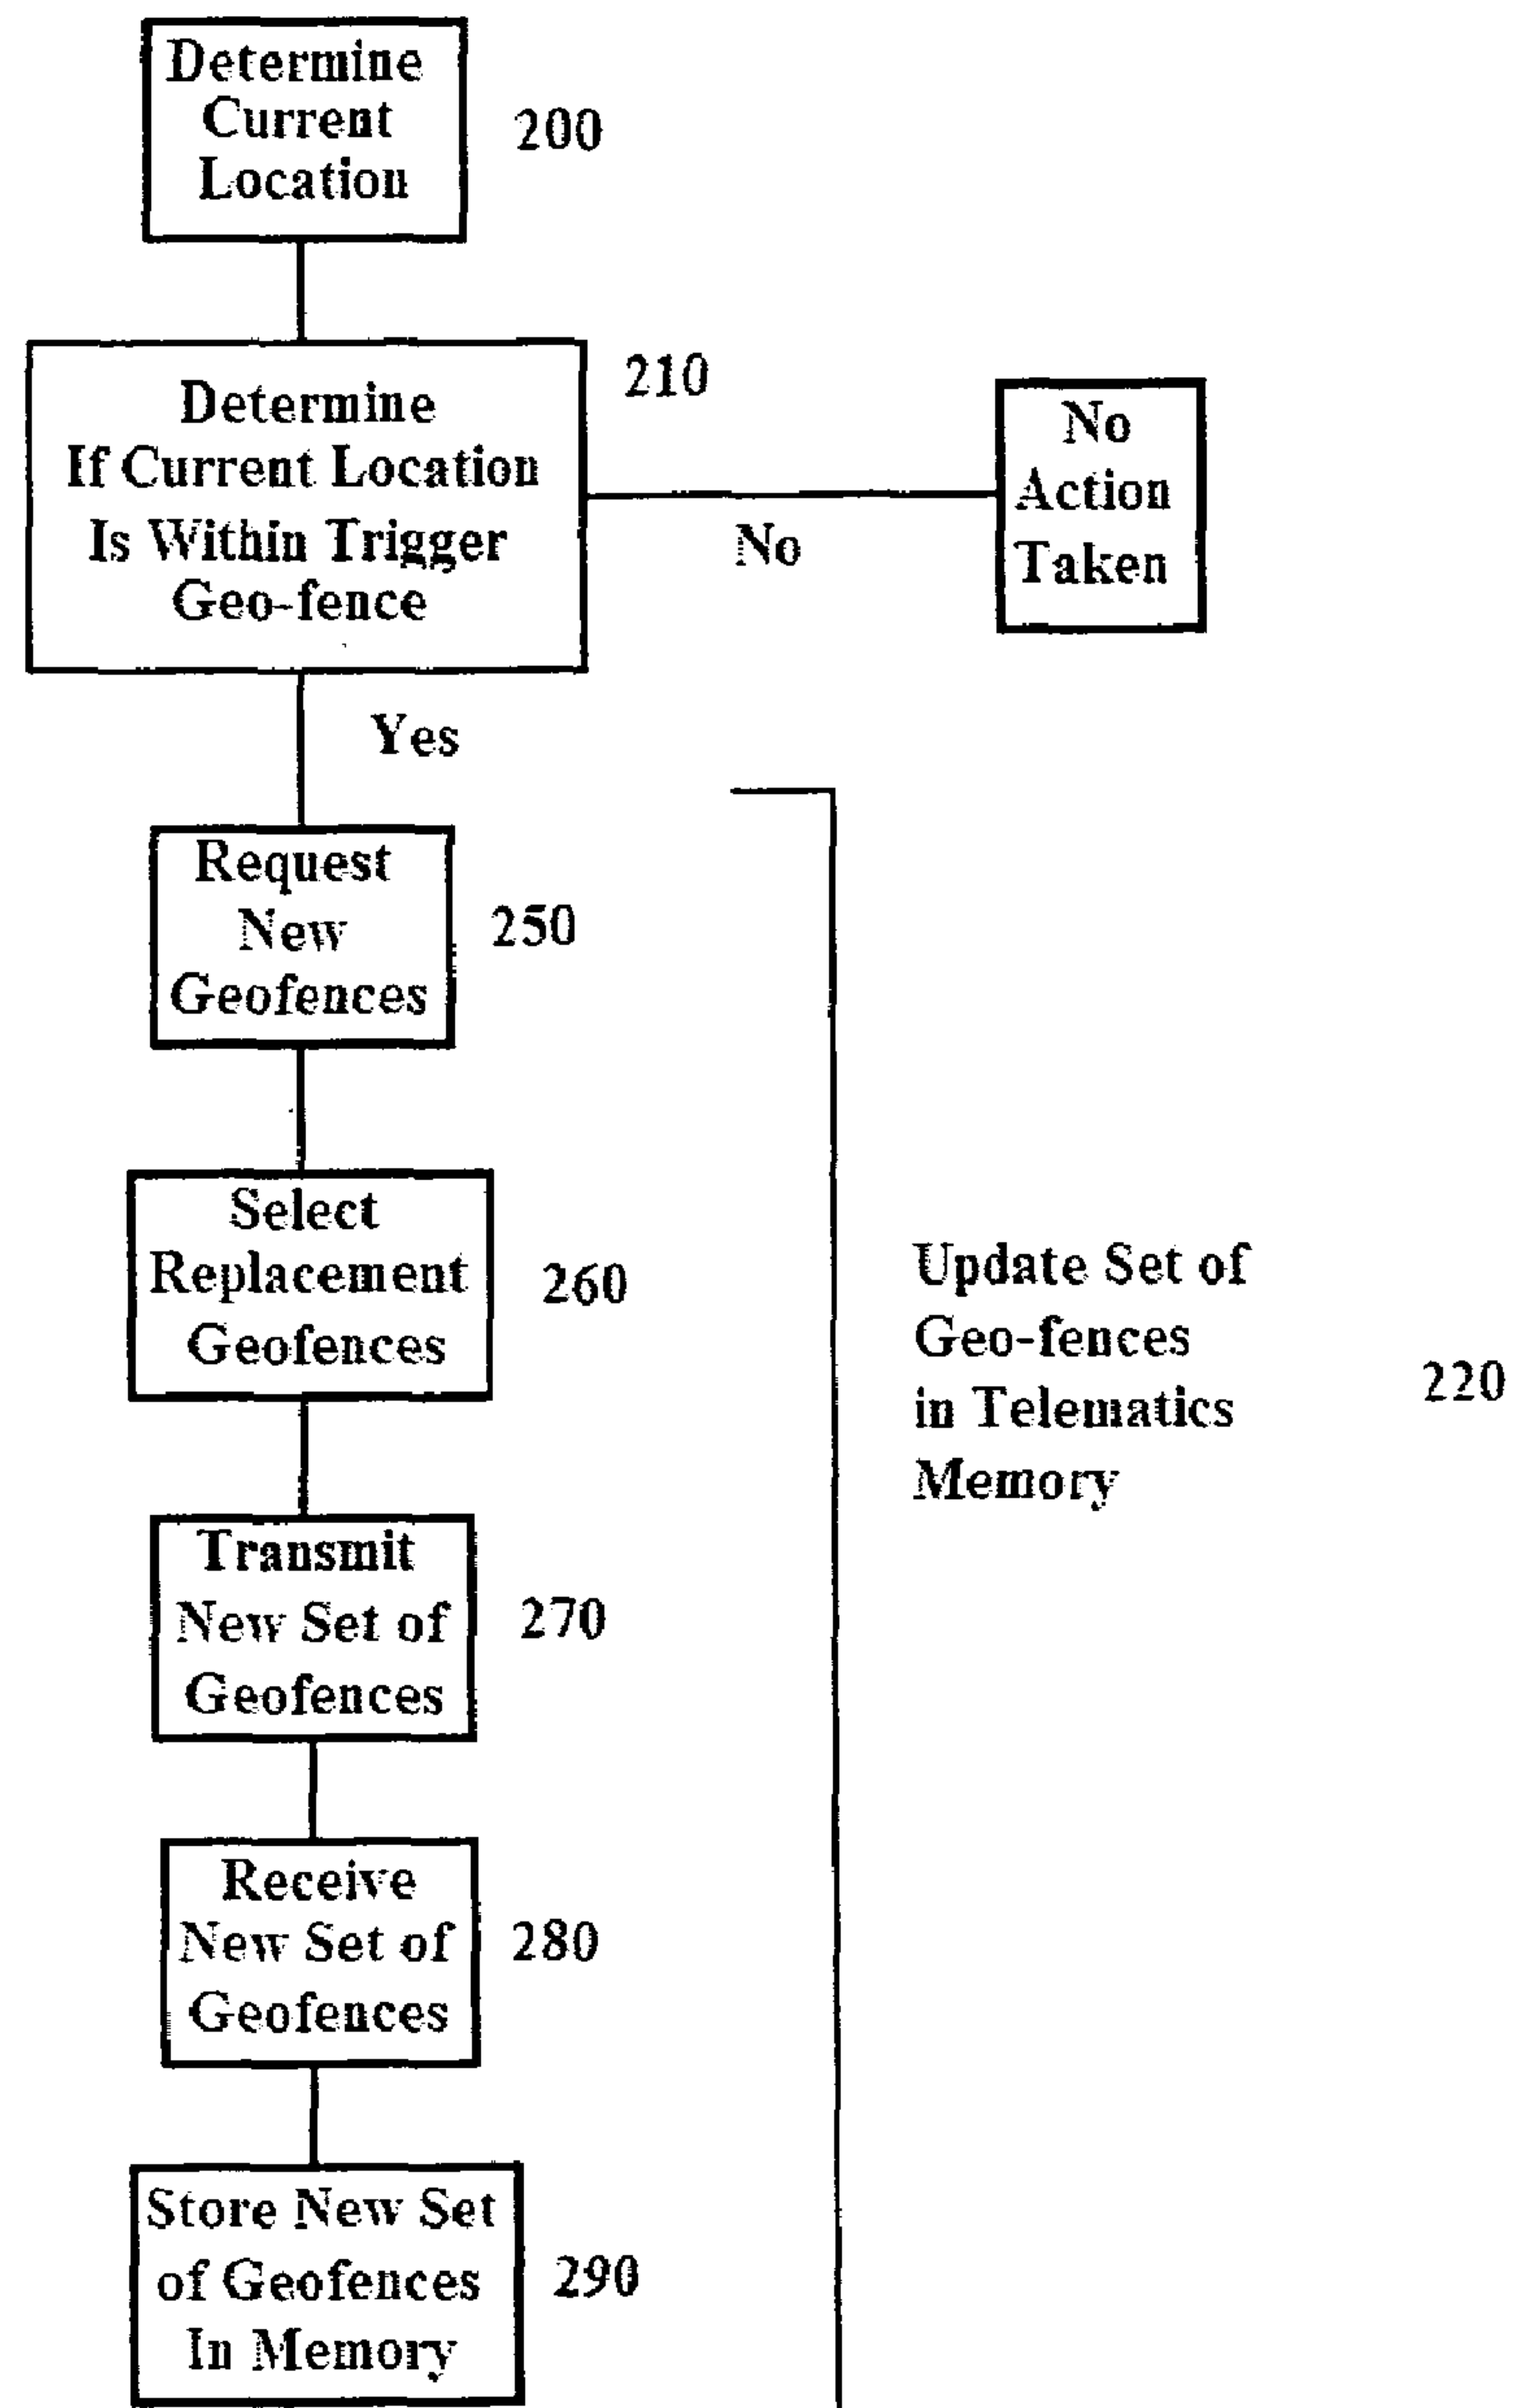 Determine
Current
Location
200
Determine
If Current Location
Is Within Trigger
Geo-fence
210
No
No
Action
Taken
Yes
Request
New
Geofences
250
Select
Replacement
Geofences
260
Transmit
New Set of
Geofences
270
Receive
New Set of
Geofences
280
Store New Set
of Geofences
In Memory
290
Update Set of
Geo-fences
in Telematics
Memory
220